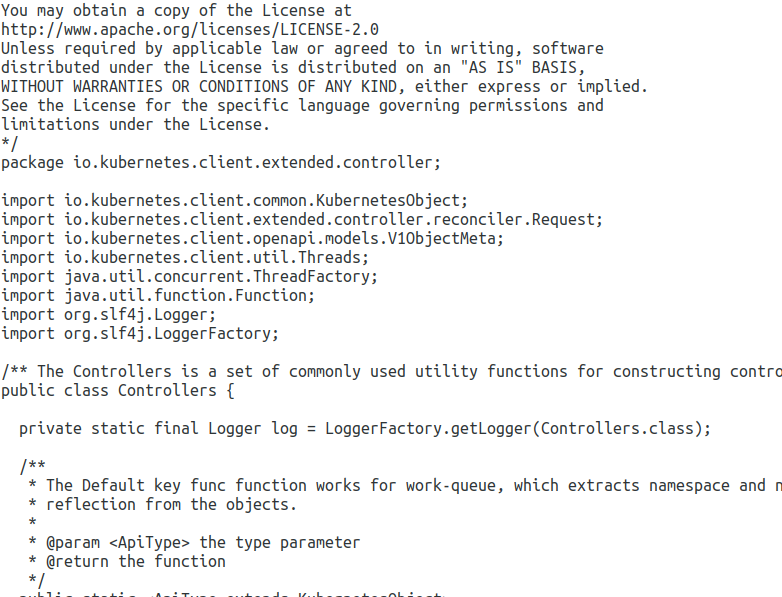 You may obtain a copy of the License at
http://www.apache.org/licenses/LICENSE-2.0
Unless required by applicable law or agreed to in writing, software
distributed under the License is distributed on an "AS IS" BASIS,
WITHOUT WARRANTIES OR CONDITIONS OF ANY KIND, either express or implied.
See the License for the specific language governing permissions and
limitations under the License.
*/
package io.kubernetes.client.extended.controller;
import io.kubernetes.client.common.KubernetesObject;
import io.kubernetes.client.extended.controller.reconciler.Request;
import io.kubernetes.client.openapi.models.V1ObjectMeta;
import io.kubernetes.client.util.Threads;
import java.util.concurrent.ThreadFactory;
import java.util.function.Function;
import org.slf4j.Logger;
import org.slf4j.LoggerFactory;
/** The Controllers is a set of commonly used utility functions for constructing contro
public class Controllers {
private static final Logger log = LoggerFactory.getLogger(Controllers.class);
/**
* The Default key func function works for work-queue, which extracts namespace and n
* reflection from the objects.
*
* @param <ApiType> the type parameter
* @return the function
*/